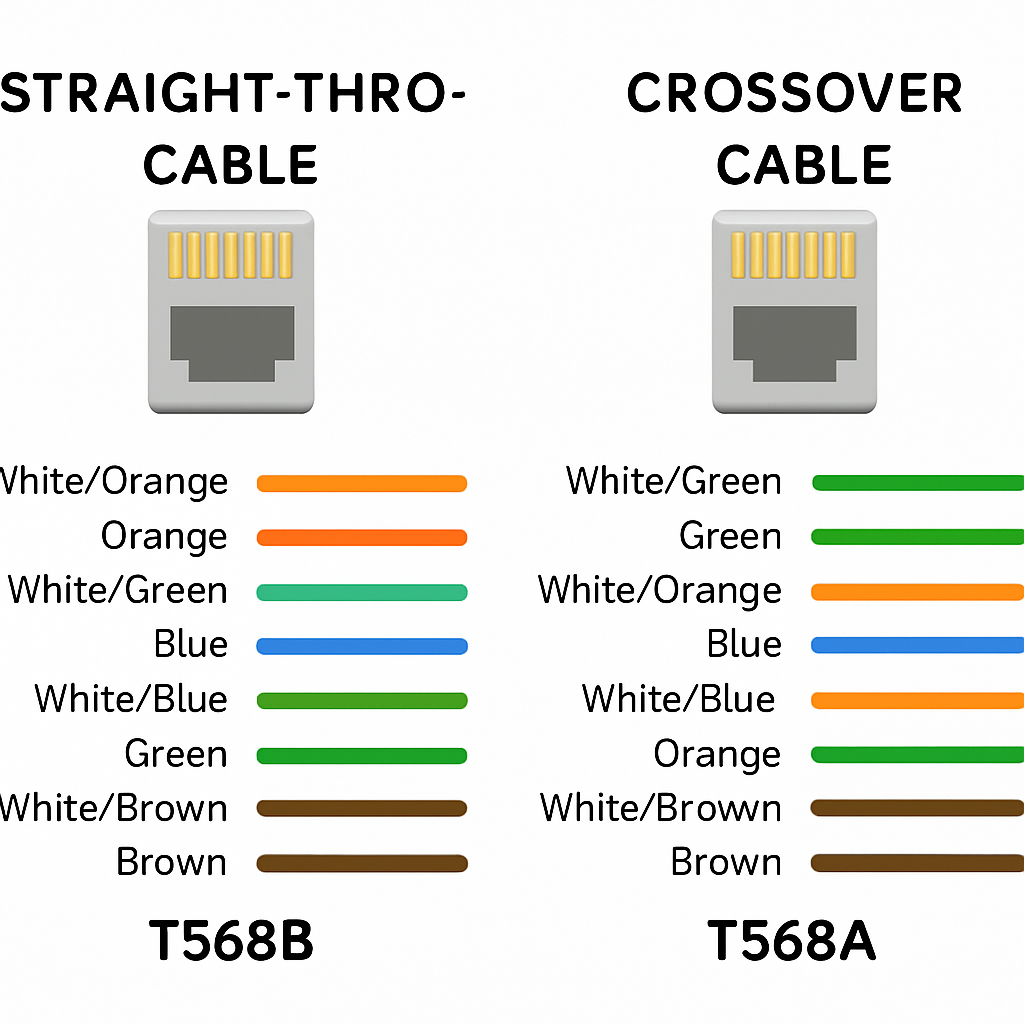 STRAIGHT-THRO-
CABLE
White/Orange
Orange
White/Green
Blue
White/Blue
Green
White/Brown
Brown
T568B
CROSSOVER
CABLE
White/Green
Green
White/Orange
Blue
White/Blue
Orange
White/Brown
Brown
T568A